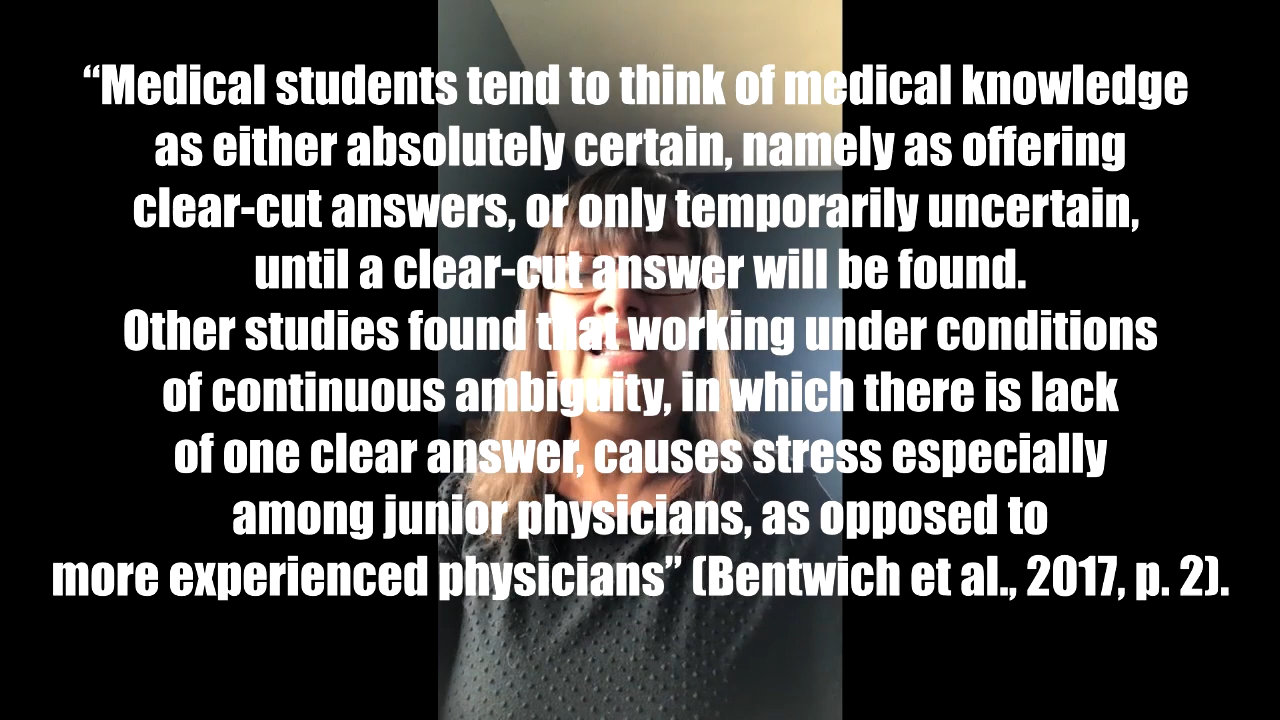 “Medical students tend to think of medical knowledge
as either absolutely certain, namely as offering
clear-cut answers, or only temporarily uncertain,
until a clear-cut answer will be found.
Other studies found that working under conditions
of continuous ambiguity, in which there is lack
of one clear answer, causes stress especially
among junior physicians, as opposed to
more experienced physicians” (Bentwich et al., 2017, p. 2).